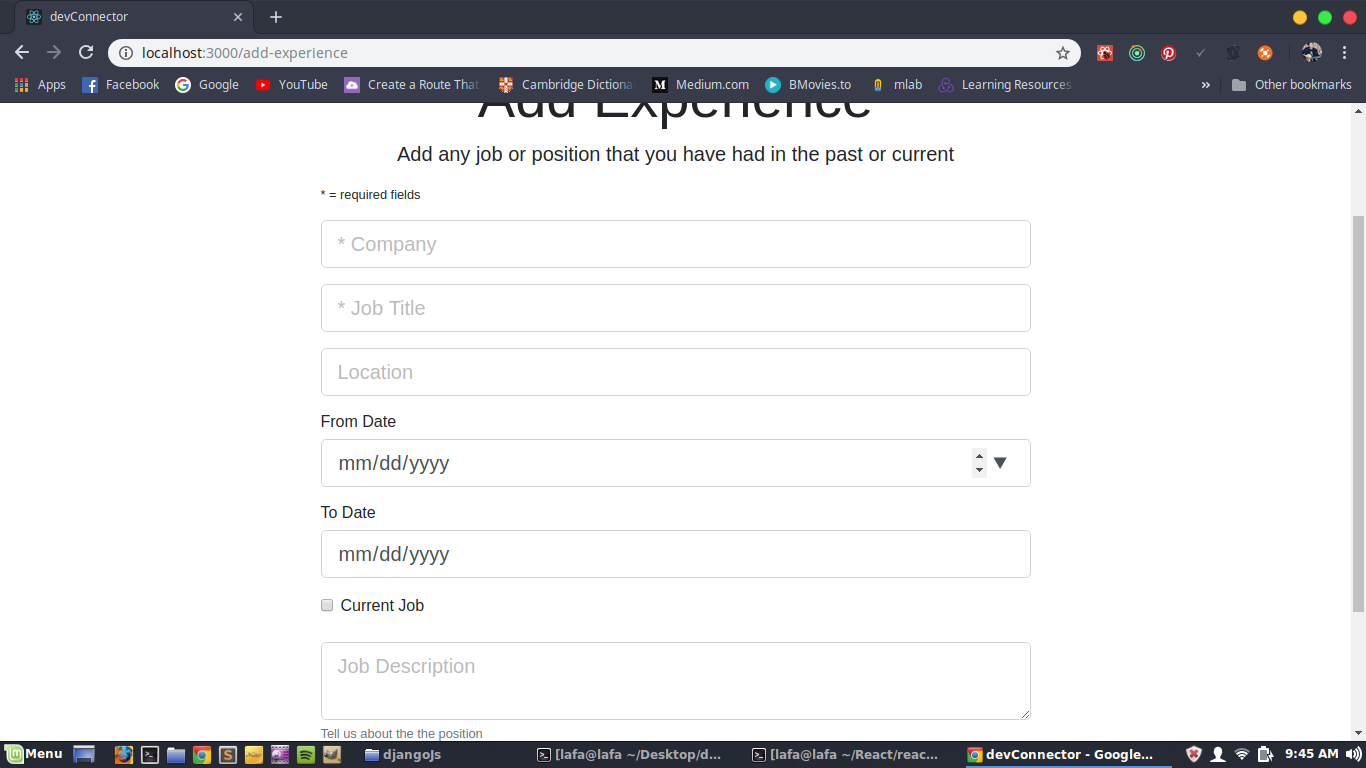 devConnector
localhost:3000/add-experience
Apps Facebook Google YouTube Create a Route That Cambridge Dictiona Medium.com BMovies.to mlab Learning Resources » Other bookmarks
Add Experience
Add any job or position that you have had in the past or current
* = required fields
* Company
* Job Title
Location
From Date
mm/dd/yyyy
To Date
mm/dd/yyyy
Current Job
Job Description
Tell us about the the position
Menu djangoJs [lafa@lafa ~/Desktop/d... [lafa@lafa ~/React/reac... devConnector - Google... 9:45 AM